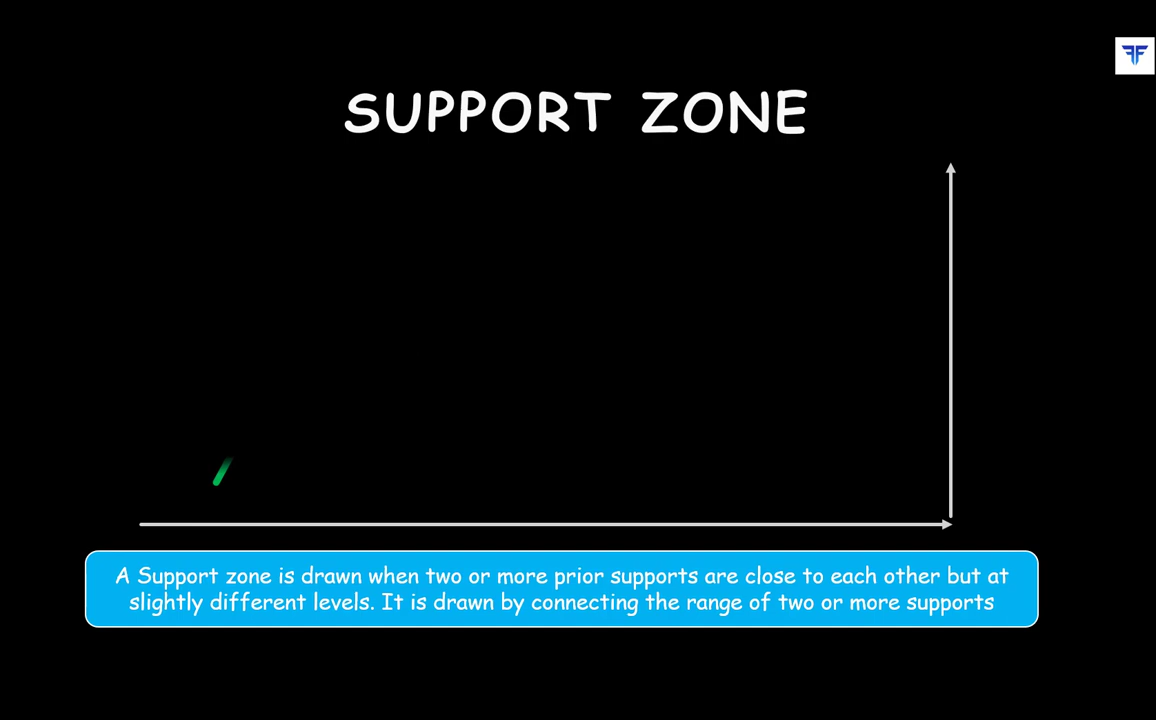 SUPPORT ZONE
A Support zone is drawn when two or more prior supports are close to each other but at
slightly different levels. It is drawn by connecting the range of two or more supports